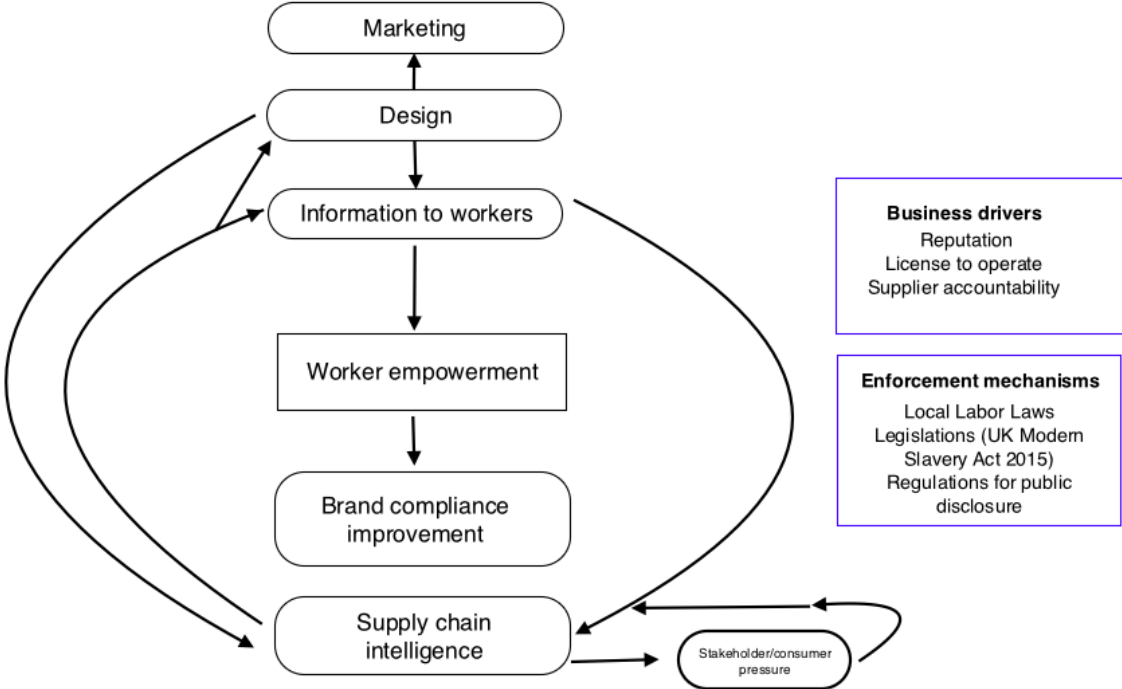 Marketing
Design
Information to workers
Worker empowerment
Brand compliance
improvement
Supply chain
intelligence
Stakeholder/consumer
pressure
Business drivers
Reputation
License to operate
Supplier accountability
Enforcement mechanisms
Local Labor Laws
Legislations (UK Modern
Slavery Act 2015)
Regulations for public
disclosure